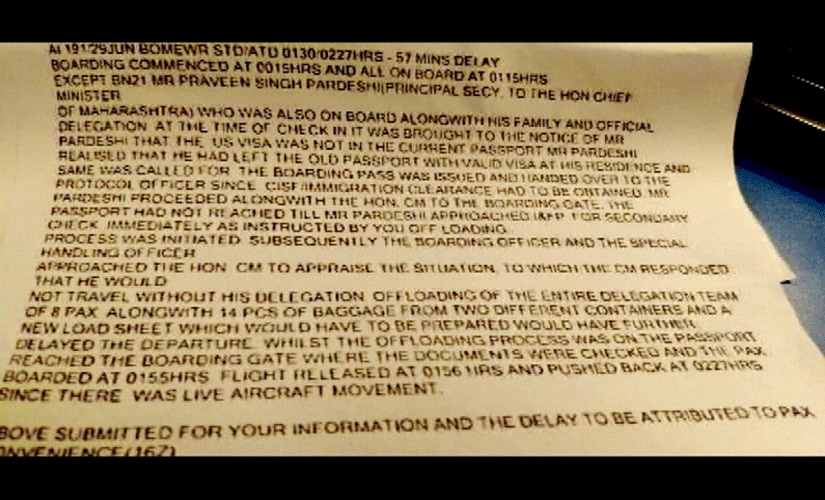 AI 191/29JUN BOMEWR STD/ATD 0130/0227HRS - 57 MINS DELAY
BOARDING COMMENCED AT 0015HRS AND ALL ON BOARD AT 0115HRS
EXCEPT BN21 MR PRAVEEN SINGH PARDESHI(PRINCIPAL SECY. TO THE HON CHIEF
MINISTER
OF MAHARASHTRA) WHO WAS ALSO ON BOARD ALONGWITH HIS FAMILY AND OFFICIAL
DELEGATION AT THE TIME OF CHECK IN IT WAS BROUGHT TO THE NOTICE OF MR
PARDESHI THAT THE US VISA WAS NOT IN THE CURRENT PASSPORT MR PARDESHI
REALISED THAT HE HAD LEFT THE OLD PASSPORT WITH VALID VISA AT HIS RESIDENCE AND
SAME WAS CALLED FOR THE BOARDING PASS WAS ISSUED AND HANDED OVER TO THE
PROTOCOL OFFICER SINCE CISF/IMMIGRATION CLEARANCE HAD TO BE OBTAINED. MR
PARDESHI PROCEEDED ALONGWITH THE HON. CM TO THE BOARDING GATE. THE
PASSPORT HAD NOT REACHED TILL MR PARDESHI APPROACHED FOR SECONDARY
CHECK. IMMEDIATELY AS INSTRUCTED BY YOU OFF LOADING
PROCESS WAS INITIATED. SUBSEQUENTLY THE BOARDING OFFICER AND THE SPECIAL
HANDLING OFFICER
APPROACHED THE HON CM TO APPRAISE THE SITUATION, TO WHICH THE CM RESPONDED
THAT HE WOULD
NOT TRAVEL WITHOUT HIS DELEGATION. OFFLOADING OF THE ENTIRE DELEGATION TEAM
OF 8 PAX ALONGWITH 14 PCS OF BAGGAGE FROM TWO DIFFERENT CONTAINERS AND A
NEW LOAD SHEET WHICH WOULD HAVE TO BE PREPARED WOULD HAVE FURTHER
DELAYED THE DEPARTURE. WHILST THE OFFLOADING PROCESS WAS ON THE PASSPORT
REACHED THE BOARDING GATE WHERE THE DOCUMENTS WERE CHECKED AND THE PAX
BOARDED AT 0155HRS FLIGHT RELEASED AT 0156 HRS AND PUSHED BACK AT 0227HRS
SINCE THERE WAS LIVE AIRCRAFT MOVEMENT.
BOVE SUBMITTED FOR YOUR INFORMATION AND THE DELAY TO BE ATTRIBUTED TO PAX
ONVENIENCE(16Z)